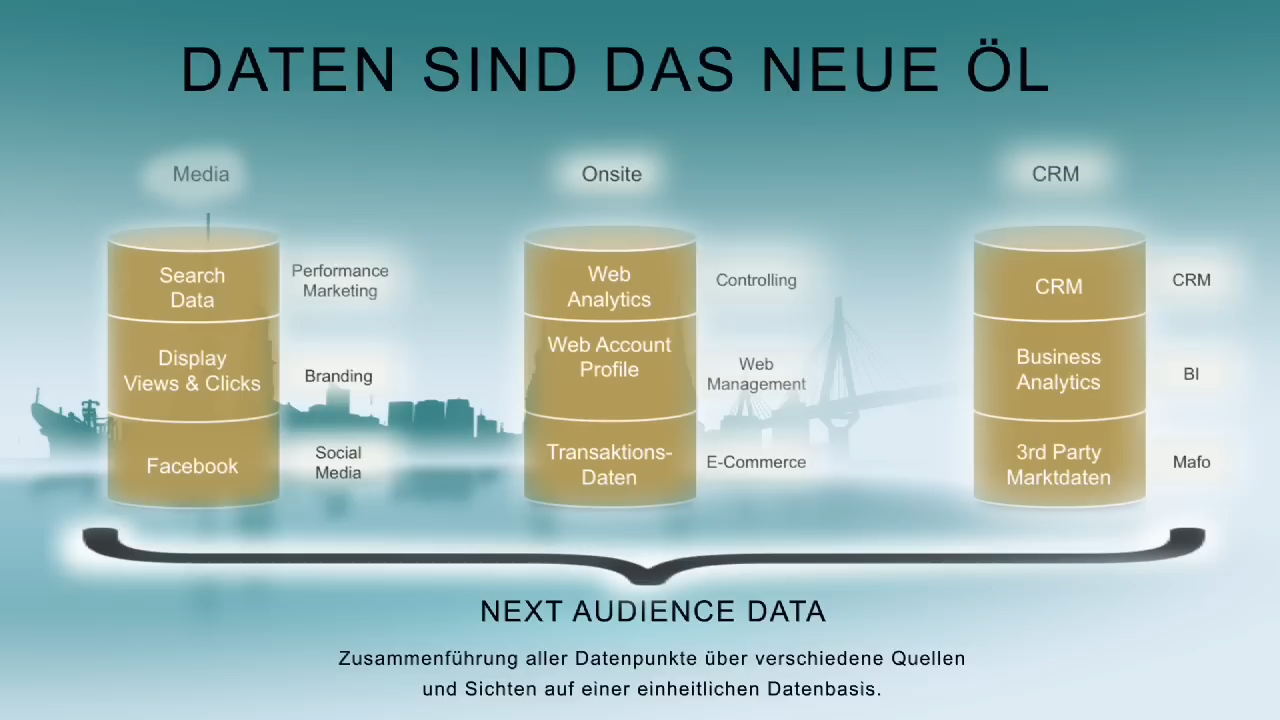 DATEN SIND DAS NEUE ÖL
Media
Onsite
CRM
Search
Data
Performance
Marketing
Display
Views & Clicks
Branding
Facebook
Social
Media
Web
Analytics
Controlling
Web Account
Profile
Web
Management
Transaktions-
Daten
E-Commerce
CRM
CRM
Business
Analytics
BI
3rd Party
Marktdaten
Mafo
NEXT AUDIENCE DATA
Zusammenführung aller Datenpunkte über verschiedene Quellen
und Sichten auf einer einheitlichen Datenbasis.